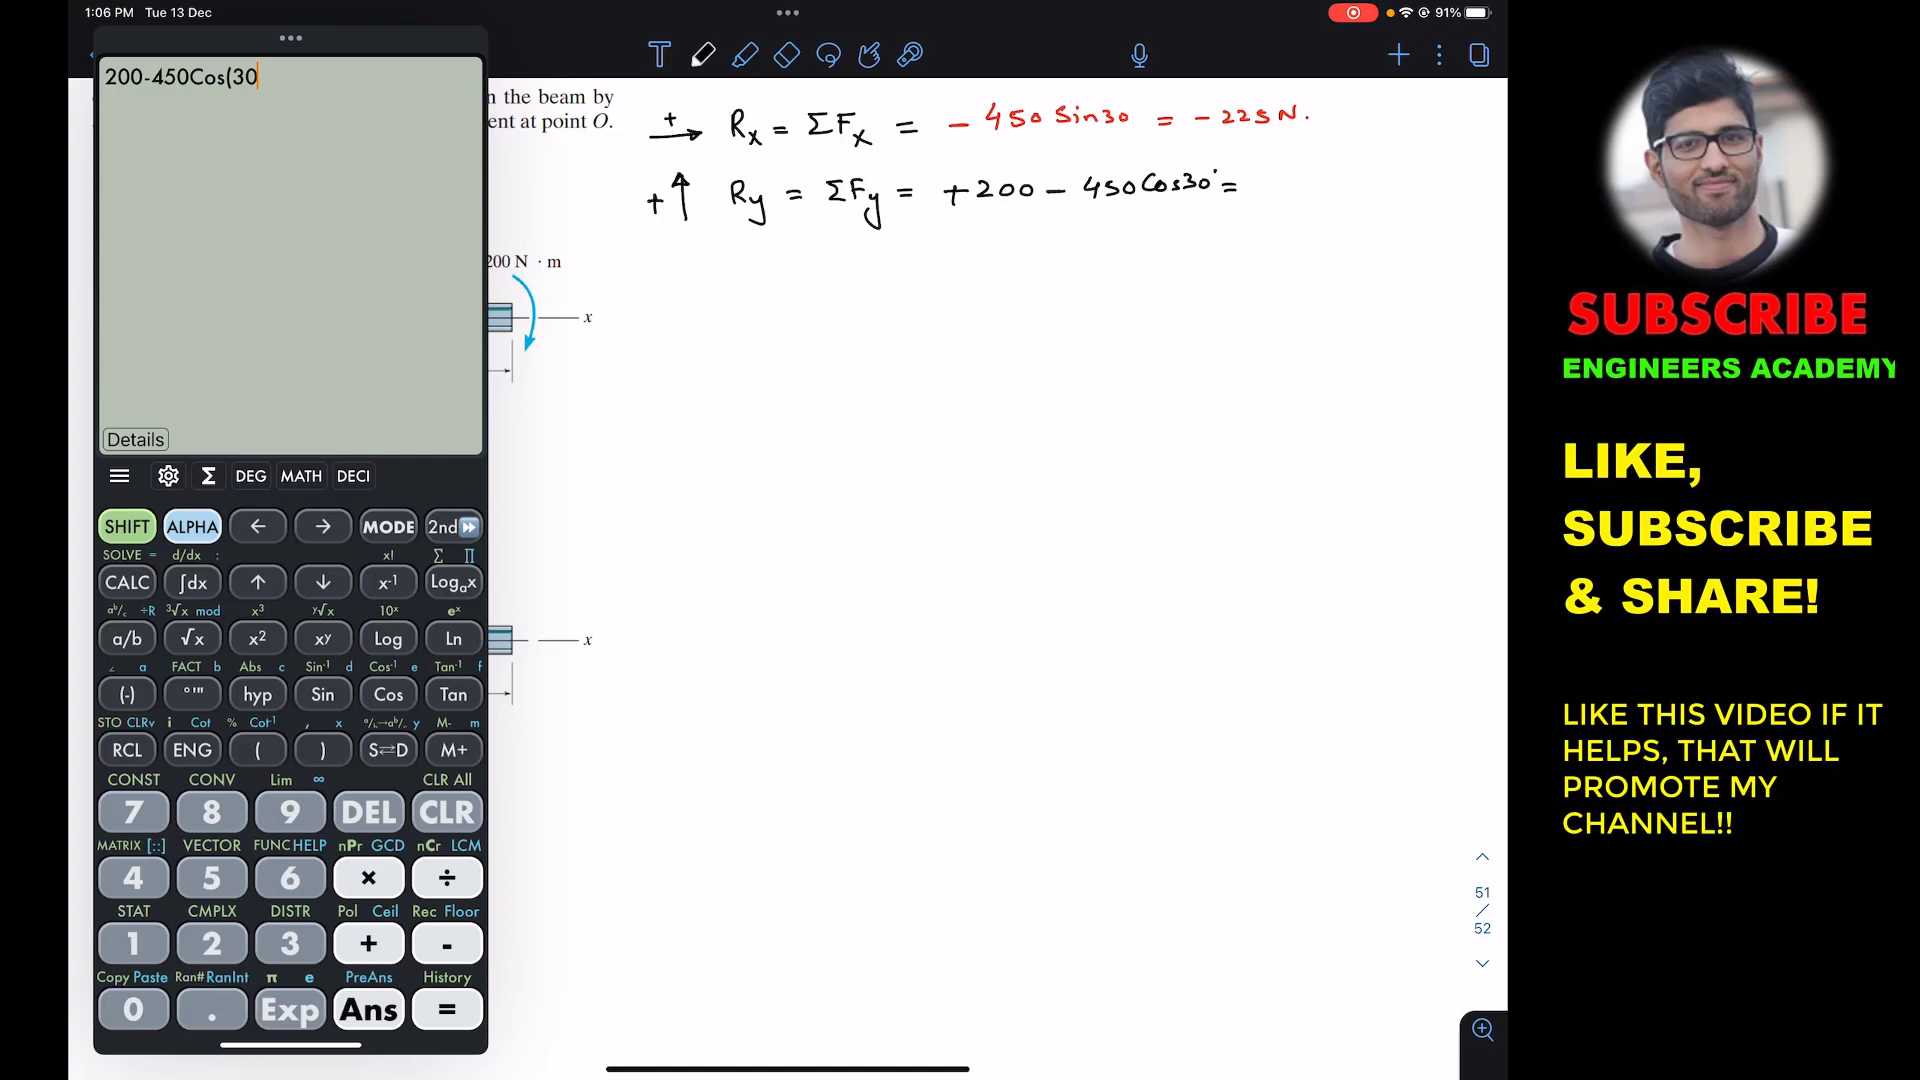 1:06 PM Tue 13 Dec
91%
200-450Cos(30
n the beam by
ent at point O.
+ Rx = ΣFx = - 450 Sin30 = - 225 N.
+ Ry = ΣFy = +200 - 450 Cos30° =
200 N · m
x
x
Details
DEG MATH DECI
SHIFT ALPHA ← → MODE 2nd
SOLVE = d/dx : x! Σ Π
CALC ∫dx ↑ ↓ x-1 Logax
ab/c ÷R 3√x mod x3 y√x 10x ex
a/b √x x2 xy Log Ln
∠ a FACT b Abs c Sin-1 d Cos-1 e Tan-1 f
(-) °'" hyp Sin Cos Tan
STO CLRv i Cot % Cot-1 , x a/b→ab/c y M- m
RCL ENG ( ) S⇄D M+
CONST CONV Lim ∞ CLR All
7 8 9 DEL CLR
MATRIX [::] VECTOR FUNC HELP nPr GCD nCr LCM
4 5 6 × ÷
STAT CMPLX DISTR Pol Ceil Rec Floor
1 2 3 + -
Copy Paste Ran# RanInt π e PreAns History
0 . Exp Ans =
51
/
52
SUBSCRIBE
ENGINEERS ACADEMY
LIKE,
SUBSCRIBE
& SHARE!
LIKE THIS VIDEO IF IT
HELPS, THAT WILL
PROMOTE MY
CHANNEL!!